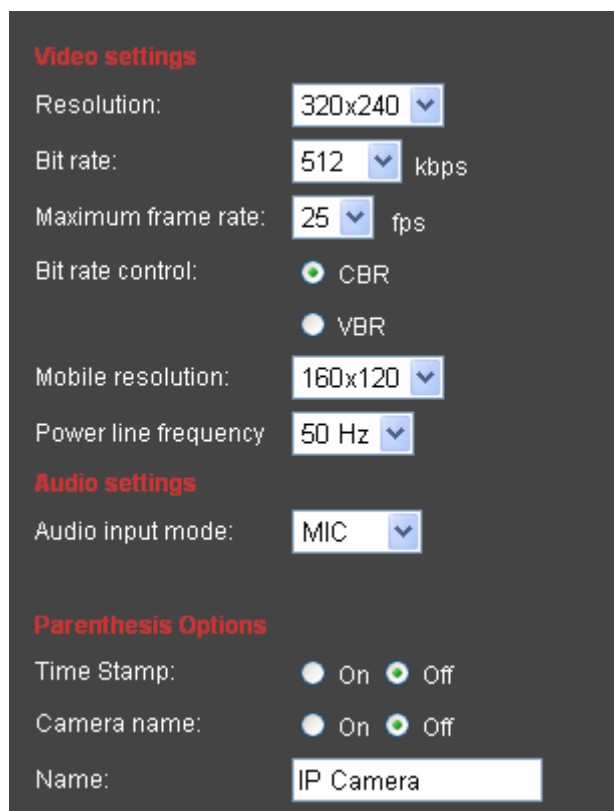 Video settings
Resolution: 320x240
Bit rate: 512 kbps
Maximum frame rate: 25 fps
Bit rate control: CBR
VBR
Mobile resolution: 160x120
Power line frequency 50 Hz
Audio settings
Audio input mode: MIC
Parenthesis Options
Time Stamp: On Off
Camera name: On Off
Name: IP Camera